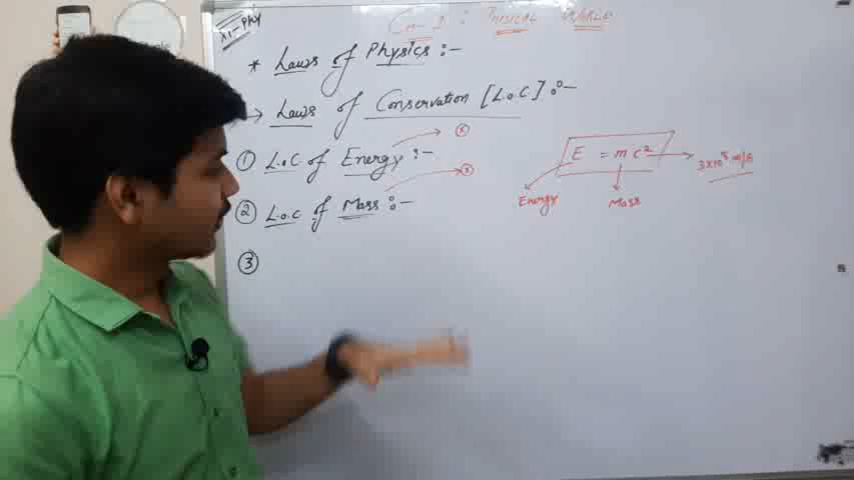 XI-PHY
CH-1 : PHYSICAL WORLD
* Laws of Physics :-
→ Laws of Conservation [L.O.C] :-
① L.O.C of Energy :- → ⓧ
② L.O.C of Mass :- → ⓧ
③
E = mc² → 3×10⁸ m/s
Energy
Mass